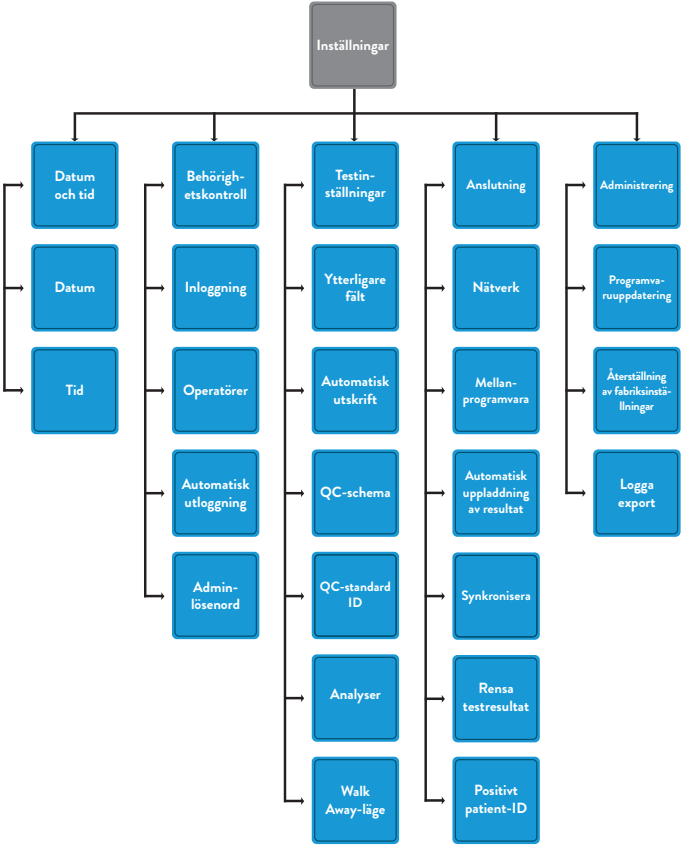 Inställningar
Datum
och tid
Datum
Tid
Behörigh-
etskontroll
Inloggning
Operatörer
Automatisk
utloggning
Admin-
lösenord
Testin-
ställningar
Ytterligare
fält
Automatisk
utskrift
QC-schema
QC-standard
ID
Analyser
Walk
Away-läge
Anslutning
Nätverk
Mellan-
programvara
Automatisk
uppladdning
av resultat
Synkronisera
Rensa
testresultat
Positivt
patient-ID
Administrering
Programva-
ruuppdatering
Återställning
av fabriksinstä-
llningar
Logga
export